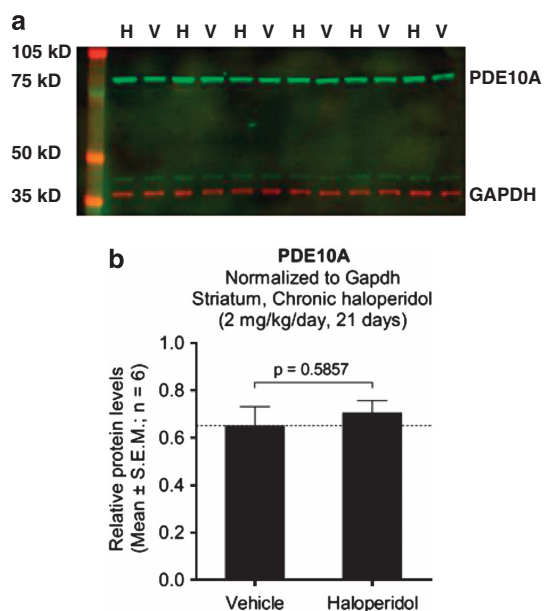 a
H V H V H V H V H V H V
105 kD
75 kD
PDE10A
50 kD
35 kD
GAPDH
b
PDE10A
Normalized to Gapdh
Striatum, Chronic haloperidol
(2 mg/kg/day, 21 days)
Relative protein levels
(Mean ± S.E.M.; n = 6)
1.0
0.8
0.6
0.4
0.2
0.0
p = 0.5857
Vehicle Haloperidol